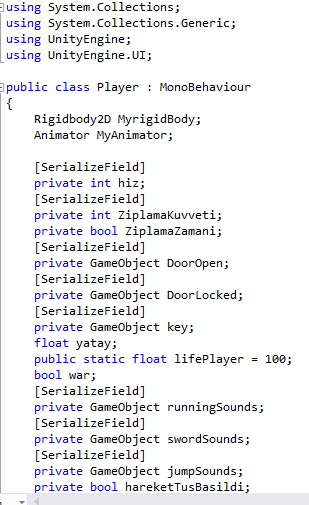 using System.Collections;
using System.Collections.Generic;
using UnityEngine;
using UnityEngine.UI;
public class Player : MonoBehaviour
{
Rigidbody2D MyrigidBody;
Animator MyAnimator;
[SerializeField]
private int hiz;
[SerializeField]
private int ZiplamaKuvveti;
private bool ZiplamaZamani;
[SerializeField]
private GameObject DoorOpen;
[SerializeField]
private GameObject DoorLocked;
[SerializeField]
private GameObject key;
float yatay;
public static float lifePlayer = 100;
bool war;
[SerializeField]
private GameObject runningSounds;
[SerializeField]
private GameObject swordSounds;
[SerializeField]
private GameObject jumpSounds;
private bool hareketTusBasildi;